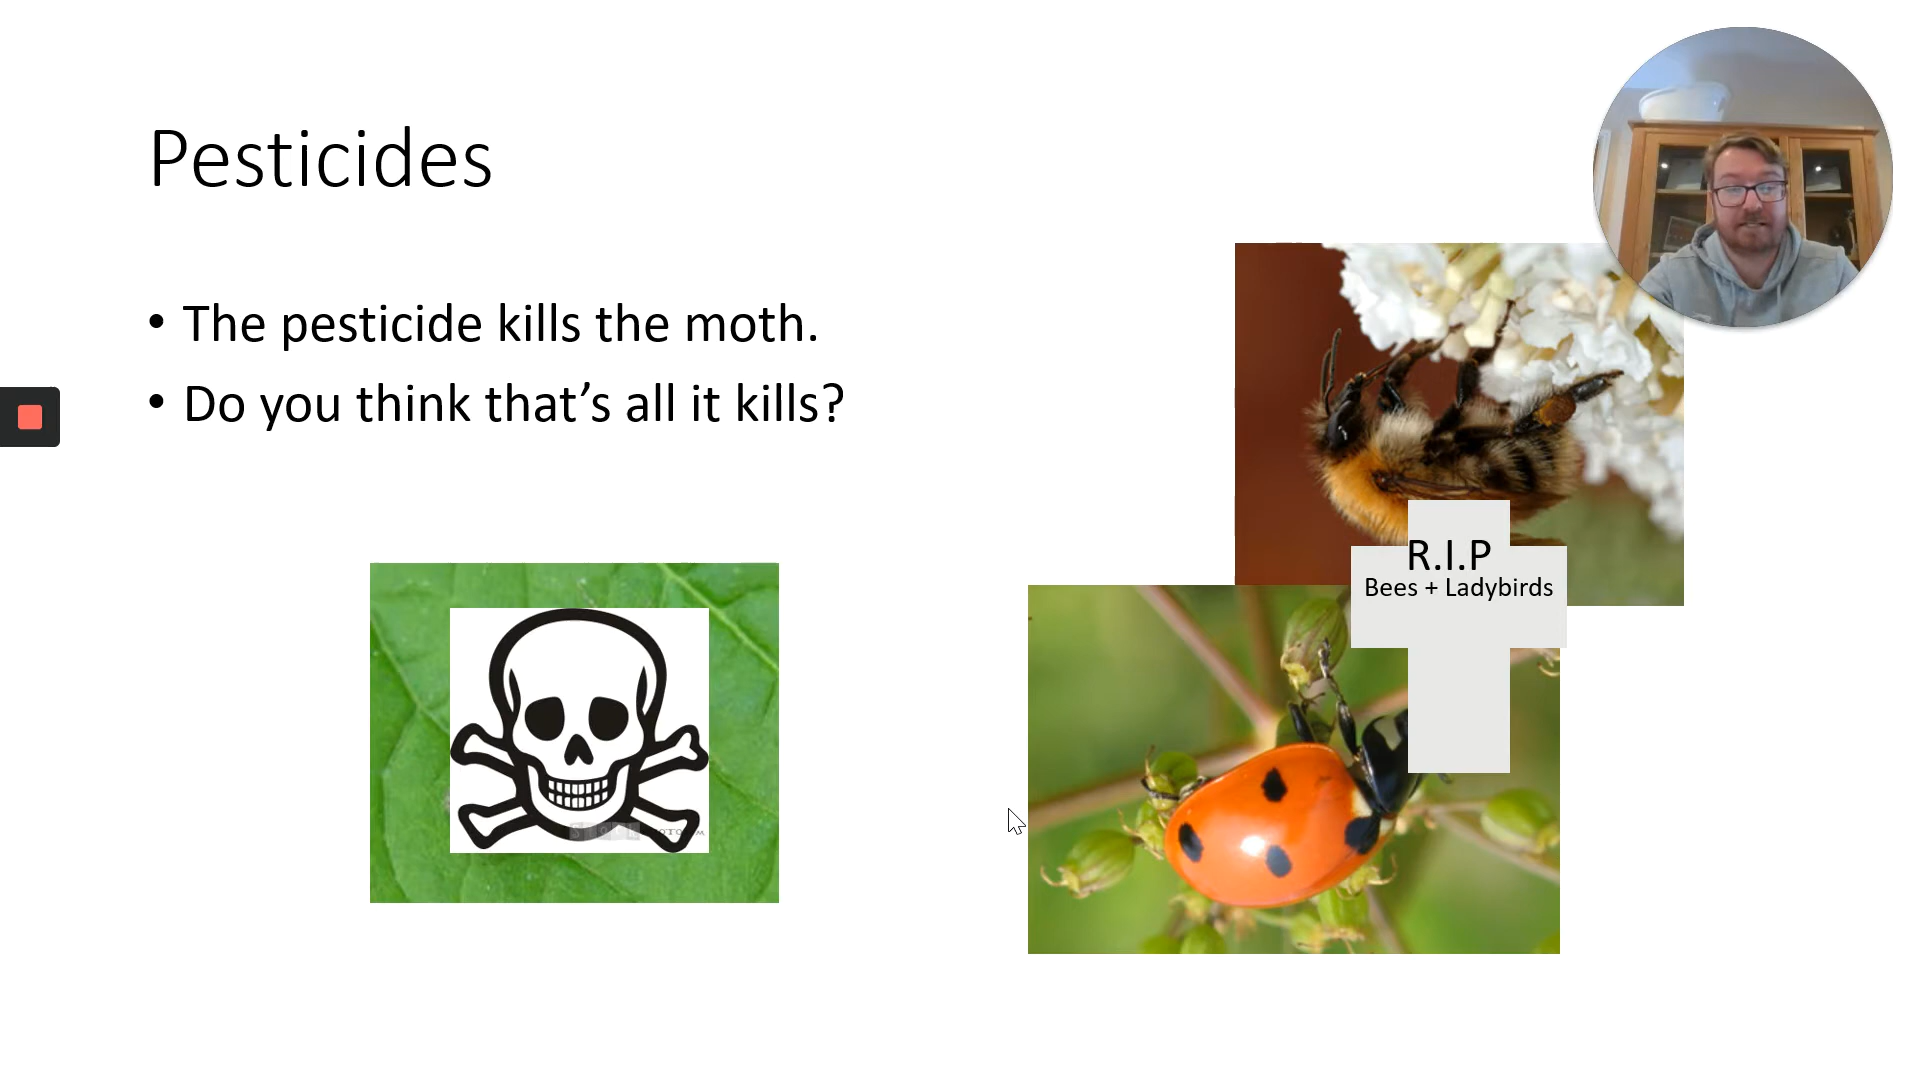 Pesticides
• The pesticide kills the moth.
• Do you think that’s all it kills?
R.I.P
Bees + Ladybirds